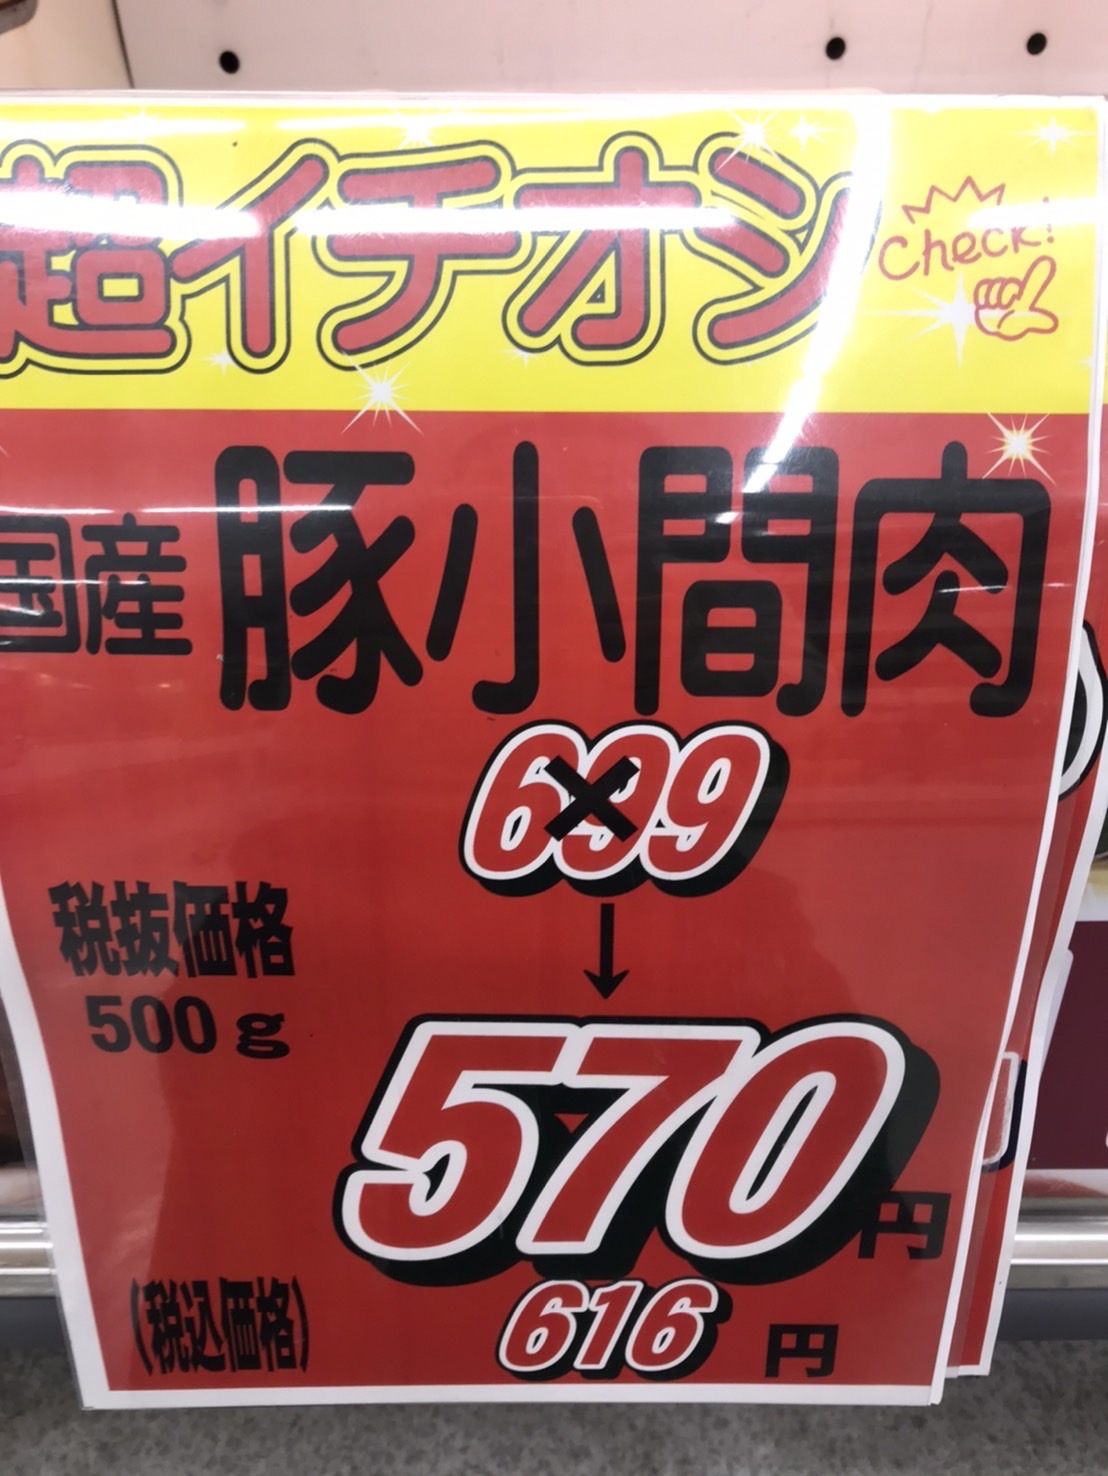 超イチオシ
Check!
国産 豚小間肉
699
↓
税抜価格
500g
570円
(税込価格) 616円